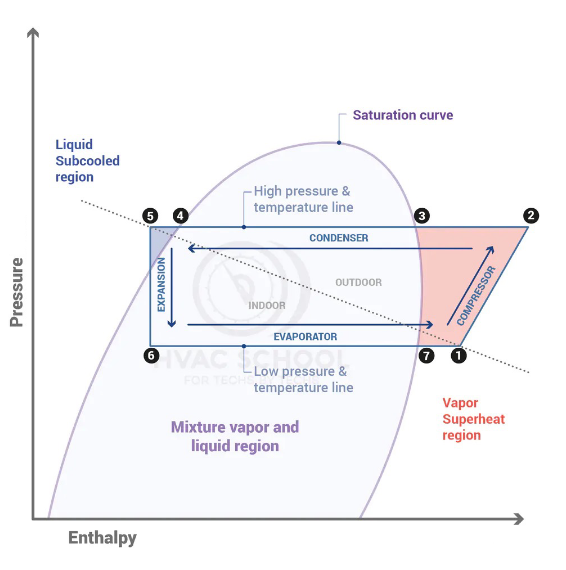 Saturation curve
Liquid
Subcooled
region
High pressure &
temperature line
5
4
3
2
CONDENSER
EXPANSION
OUTDOOR
INDOOR
COMPRESSOR
EVAPORATOR
6
7
1
HVAC SCHOOL
FOR TECHS BY TECHS
Low pressure &
temperature line
Pressure
Vapor
Superheat
region
Mixture vapor and
liquid region
Enthalpy